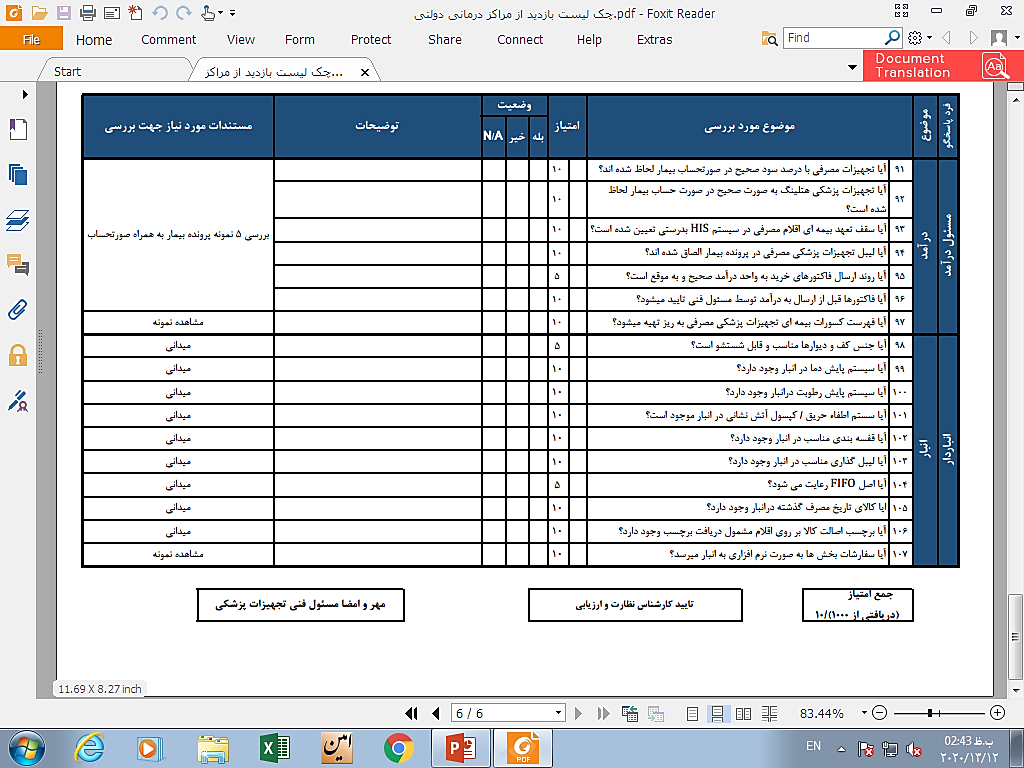 چک لیست بازدید از مراکز درمانی دولتی.pdf - Foxit Reader
File Home Comment View Form Protect Share Connect Help Extras
Find
Start
چک لیست بازدید از مراکز...
Document
Translation
فرد پاسخگو
موضوع
موضوع مورد بررسی
امتیاز
وضعیت
بله خیر N/A
توضیحات
مستندات مورد نیاز جهت بررسی
مسئول درآمد
درآمد
۹۱ آیا تجهیزات مصرفی با درصد سود صحیح در صورتحساب بیمار لحاظ شده اند؟ ۱۰
۹۲ آیا تجهیزات پزشکی هتلینگ به صورت صحیح در صورت حساب بیمار لحاظ
شده است؟ ۱۰
۹۳ آیا سقف تعهد بیمه ای اقلام مصرفی در سیستم HIS بدرستی تعیین شده است؟ ۱۰
بررسی ۵ نمونه پرونده بیمار به همراه صورتحساب
۹۴ آیا لیبل تجهیزات پزشکی مصرفی در پرونده بیمار الصاق شده اند؟ ۱۰
۹۵ آیا روند ارسال فاکتورهای خرید به واحد درآمد صحیح و به موقع است؟ ۵
۹۶ آیا فاکتورها قبل از ارسال به درآمد توسط مسئول فنی تایید میشود؟ ۱۰
۹۷ آیا فهرست کسورات بیمه ای تجهیزات پزشکی مصرفی به ریز تهیه میشود؟ ۱۰ مشاهده نمونه
انباردار
انبار
۹۸ آیا جنس کف و دیوارها مناسب و قابل شستشو است؟ ۵ میدانی
۹۹ آیا سیستم پایش دما در انبار وجود دارد؟ ۱۰ میدانی
۱۰۰ آیا سیستم پایش رطوبت درانبار وجود دارد؟ ۱۰ میدانی
۱۰۱ آیا سستم اطفاء حریق / کپسول آتش نشانی در انبار موجود است؟ ۱۰ میدانی
۱۰۲ آیا قفسه بندی مناسب در انبار وجود دارد؟ ۱۰ میدانی
۱۰۳ آیا لیبل گذاری مناسب در انبار وجود دارد؟ ۱۰ میدانی
۱۰۴ آیا اصل FIFO رعایت می شود؟ ۵ میدانی
۱۰۵ ایا کالای تاریخ مصرف گذشته درانبار وجود دارد؟ ۱۰ میدانی
۱۰۶ آیا برچسب اصالت کالا بر روی اقلام مشمول دریافت برچسب وجود دارد؟ ۱۰ میدانی
۱۰۷ آیا سفارشات بخش ها به صورت نرم افزاری به انبار میرسد؟ ۱۰ مشاهده نمونه
جمع امتیاز
(دریافتی از ۱۰۰۰)/۱۰
تایید کارشناس نظارت و ارزیابی
مهر و امضا مسئول فنی تجهیزات پزشکی
11.69 X 8.27 inch
6 / 6
83.44%
EN
02:43 ب.ظ
۲۰۲۰/۱۳/۱۲